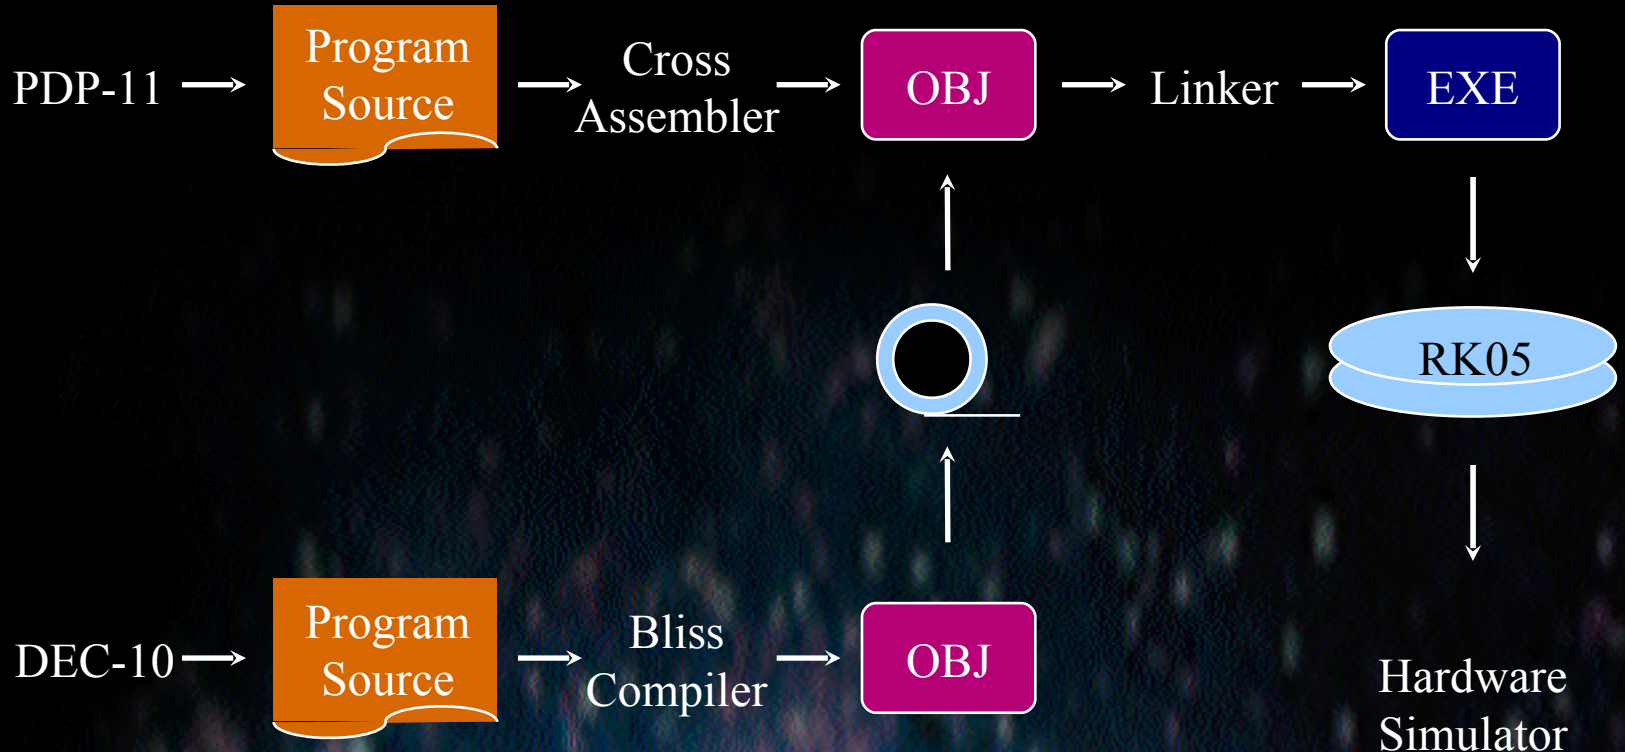 PDP-11
Program
Source
Cross
Assembler
OBJ
Linker
EXE
RK05
DEC-10
Program
Source
Bliss
Compiler
OBJ
Hardware
Simulator